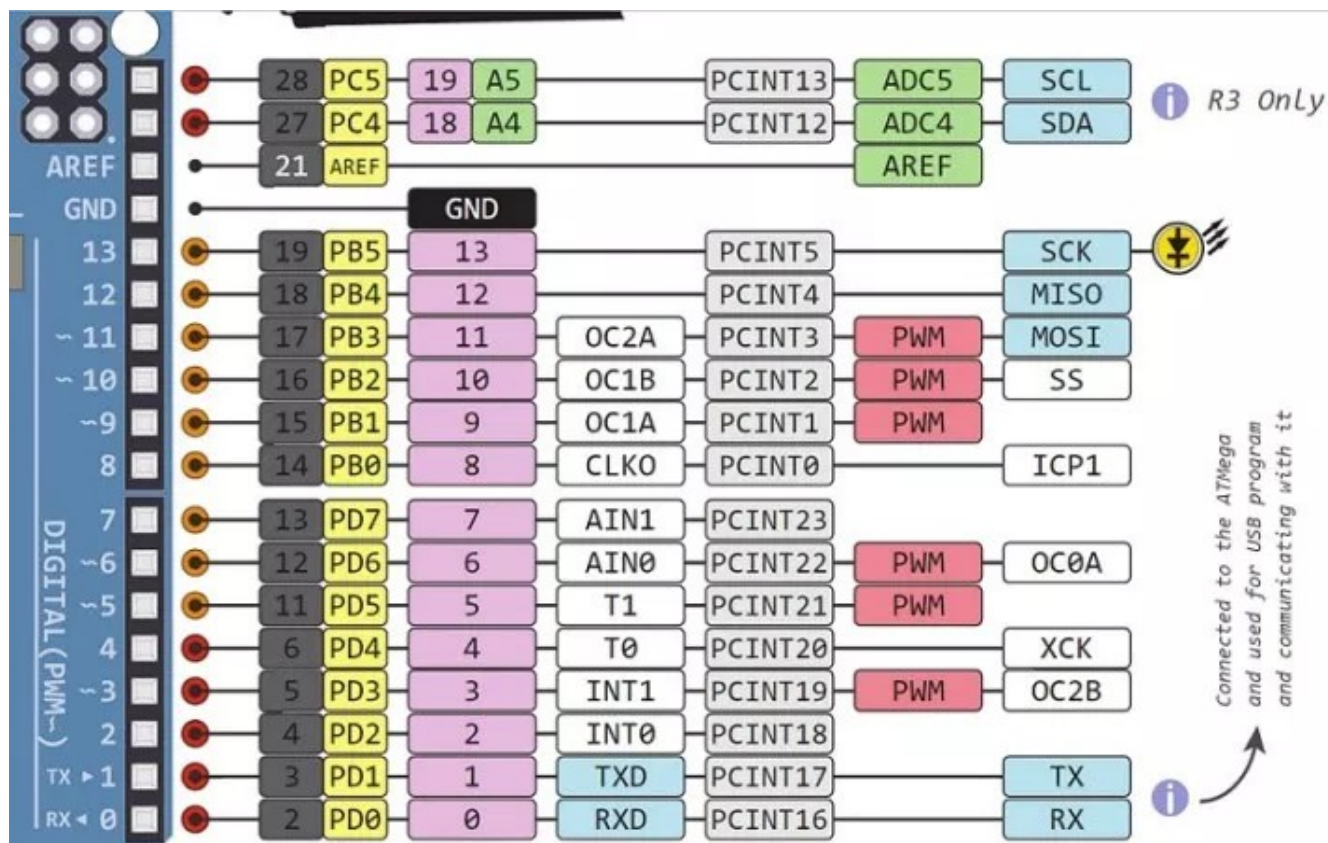 28 PC5 19 A5 PCINT13 ADC5 SCL
R3 Only
27 PC4 18 A4 PCINT12 ADC4 SDA
AREF 21 AREF AREF
GND GND
13 19 PB5 13 PCINT5 SCK
12 18 PB4 12 PCINT4 MISO
~ 11 17 PB3 11 OC2A PCINT3 PWM MOSI
~ 10 16 PB2 10 OC1B PCINT2 PWM SS
~9 15 PB1 9 OC1A PCINT1 PWM
8 14 PB0 8 CLKO PCINT0 ICP1
7 13 PD7 7 AIN1 PCINT23
~6 12 PD6 6 AIN0 PCINT22 PWM OC0A
~5 11 PD5 5 T1 PCINT21 PWM
4 6 PD4 4 T0 PCINT20 XCK
~3 5 PD3 3 INT1 PCINT19 PWM OC2B
2 4 PD2 2 INT0 PCINT18
TX ▸ 1 3 PD1 1 TXD PCINT17 TX
RX ◂ 0 2 PD0 0 RXD PCINT16 RX
DIGITAL(PWM~)
i
i
Connected to the ATMega
and used for USB program
and communicating with it